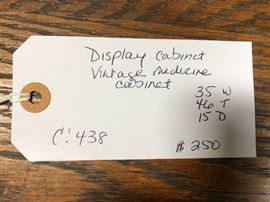 Display cabinet
Vintage medicine
cabinet
35 W
46 T
15 D
C! 438
$ 250